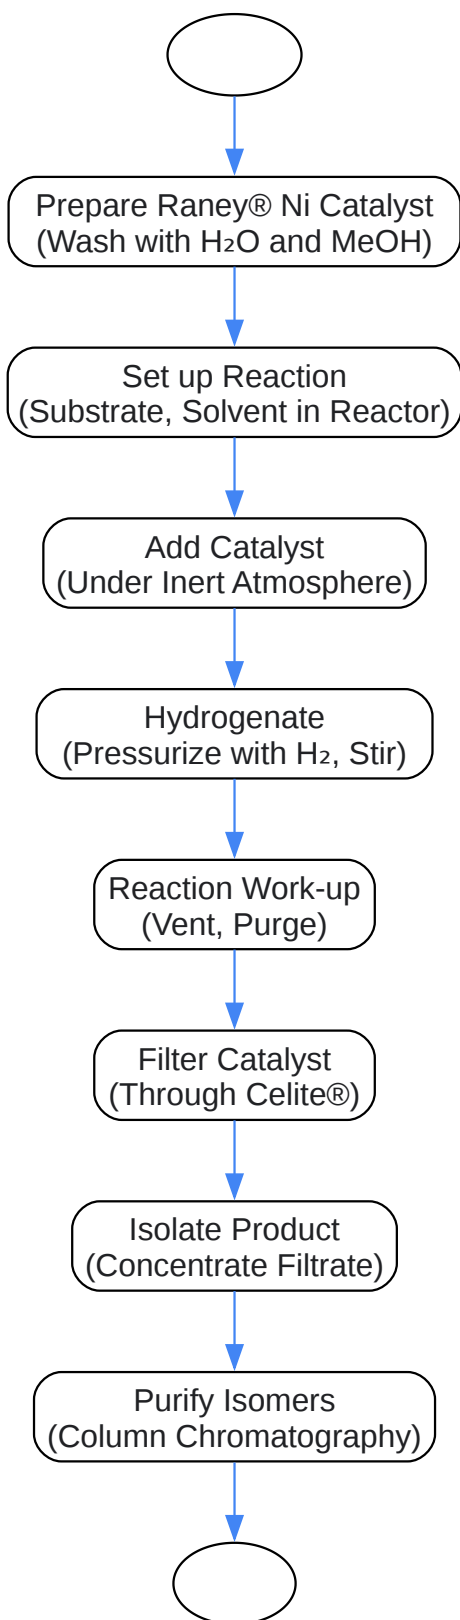 Prepare Raney® Ni Catalyst
(Wash with H₂O and MeOH)
Set up Reaction
(Substrate, Solvent in Reactor)
Add Catalyst
(Under Inert Atmosphere)
Hydrogenate
(Pressurize with H₂, Stir)
Reaction Work-up
(Vent, Purge)
Filter Catalyst
(Through Celite®)
Isolate Product
(Concentrate Filtrate)
Purify Isomers
(Column Chromatography)